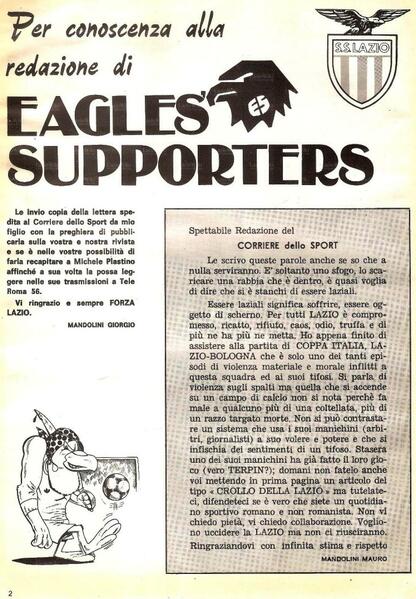 Per conoscenza alla
redazione di
S.S.LAZIO
ES
EAGLES'
SUPPORTERS
Le invio copia della lettera spe-
dita al Corriere dello Sport da mio
figlio con la preghiera di pubbli-
carla sulla vostra e nostra rivista
e se è nelle vostre possibilità di
farla recapitare a Michele Plastino
affinché a sua volta la possa leg-
gere nelle sue trasmissioni a Tele
Roma 56.
Vi ringrazio e sempre FORZA
LAZIO.
MANDOLINI GIORGIO
Spettabile Redazione del
CORRIERE dello SPORT
Le scrivo queste parole anche se so che a
nulla serviranno. E' soltanto uno sfogo, lo sca-
ricare una rabbia che è dentro, è quasi voglia
di dire che si è stanchi di essere laziali.
Essere laziali significa soffrire, essere og-
getto di scherno. Per tutti LAZIO è compro-
messo, ricatto, rifiuto, caos, odio, truffa e di
più ne ha più ne metta. Ho appena finito di
assistere alla partita di COPPA ITALIA, LA-
ZIO-BOLOGNA che è solo uno dei tanti epi-
sodi di violenza materiale e morale inflitti a
questa squadra ed ai suoi tifosi. Si parla di
violenza sugli spalti ma quella che si accende
su un campo di calcio non si nota perchè fa
male a qualcuno più di una coltellata, più di
un razzo targato morte. Non si può contrasta-
re un sistema che usa i suoi manichini (arbi-
tri, giornalisti) a suo volere e potere e che si
infischia dei sentimenti di un tifoso. Stasera
uno dei suoi manichini ha già fatto il loro gio-
co (vero TERPIN?); domani non fatelo anche
voi mettendo in prima pagina un articolo del
tipo « CROLLO DELLA LAZIO » ma tutela-
teci, difendeteci se è vero che siete un quotidia-
no sportivo romano e non romanista. Non vi
chiedo pietà, vi chiedo collaborazione. Voglio-
no uccidere la LAZIO ma non ci riusciranno.
Ringraziandovi con infinita stima e rispetto
MANDOLINI MAURO
2